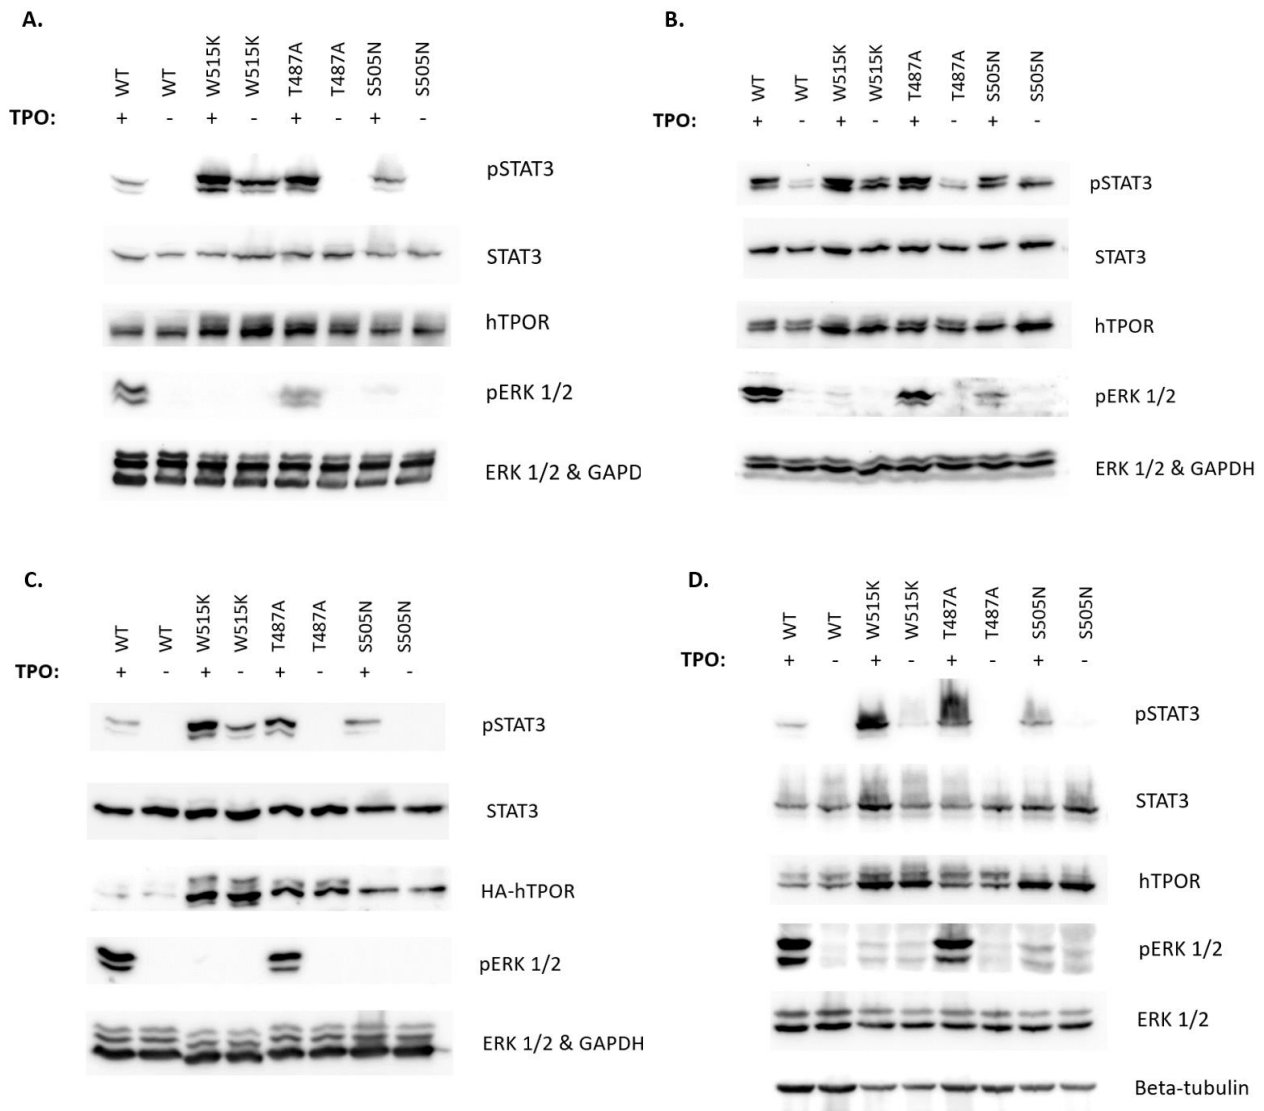 A.
WT WT W515K W515K T487A T487A S505N S505N
TPO: + - + - + - + -
pSTAT3
STAT3
hTPOR
pERK 1/2
ERK 1/2 & GAPD
B.
WT WT W515K W515K T487A T487A S505N S505N
TPO: + - + - + - + -
pSTAT3
STAT3
hTPOR
pERK 1/2
ERK 1/2 & GAPDH
C.
WT WT W515K W515K T487A T487A S505N S505N
TPO: + - + - + - + -
pSTAT3
STAT3
HA-hTPOR
pERK 1/2
ERK 1/2 & GAPDH
D.
WT WT W515K W515K T487A T487A S505N S505N
TPO: + - + - + - + -
pSTAT3
STAT3
hTPOR
pERK 1/2
ERK 1/2
Beta-tubulin